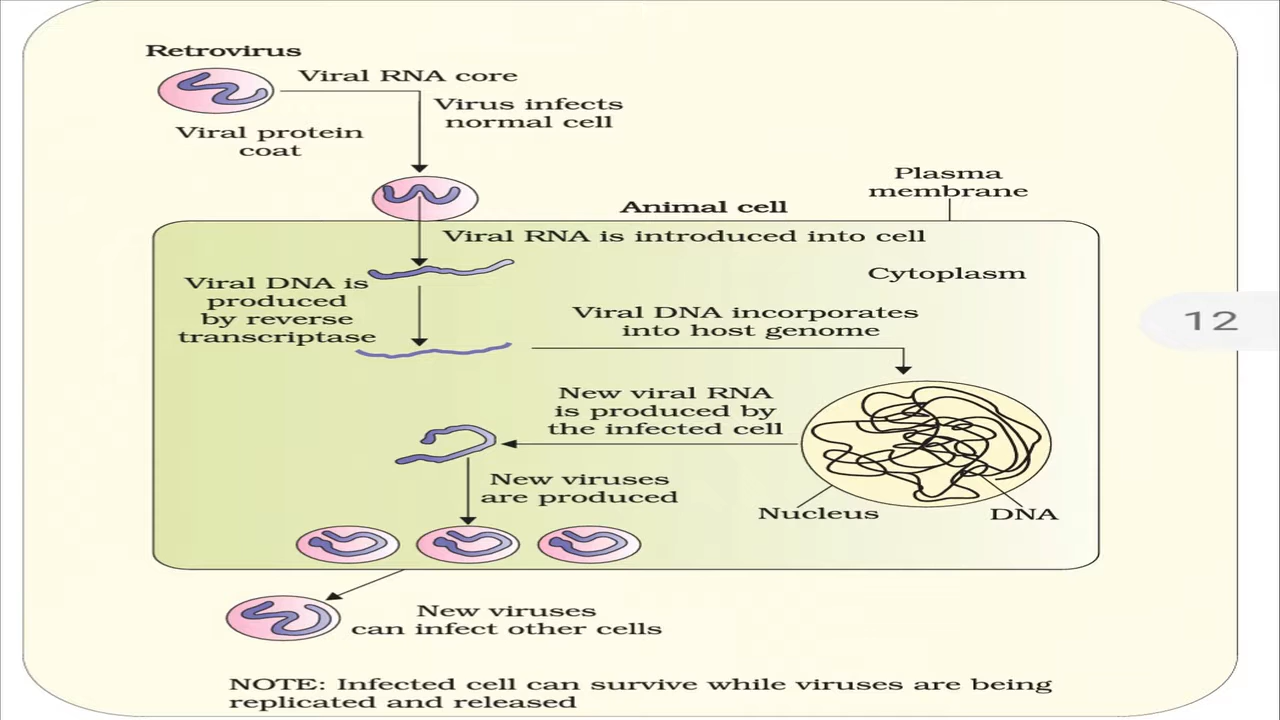 Retrovirus
Viral RNA core
Virus infects
normal cell
Viral protein
coat
Plasma
membrane
Animal cell
Viral RNA is introduced into cell
Cytoplasm
Viral DNA is
produced
by reverse
transcriptase
Viral DNA incorporates
into host genome
12
New viral RNA
is produced by
the infected cell
New viruses
are produced
Nucleus
DNA
New viruses
can infect other cells
NOTE: Infected cell can survive while viruses are being
replicated and released